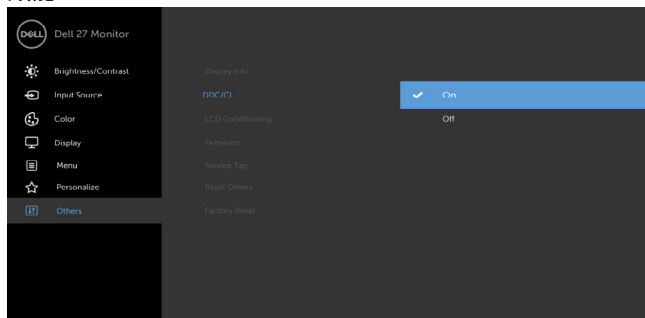 DELL Dell 27 Monitor
Brightness/Contrast
Display Info
Input Source
DDC/CI
On
Color
LCD Conditioning
Off
Display
Firmware
Menu
Service Tag
Personalize
Reset Others
Others
Factory Reset